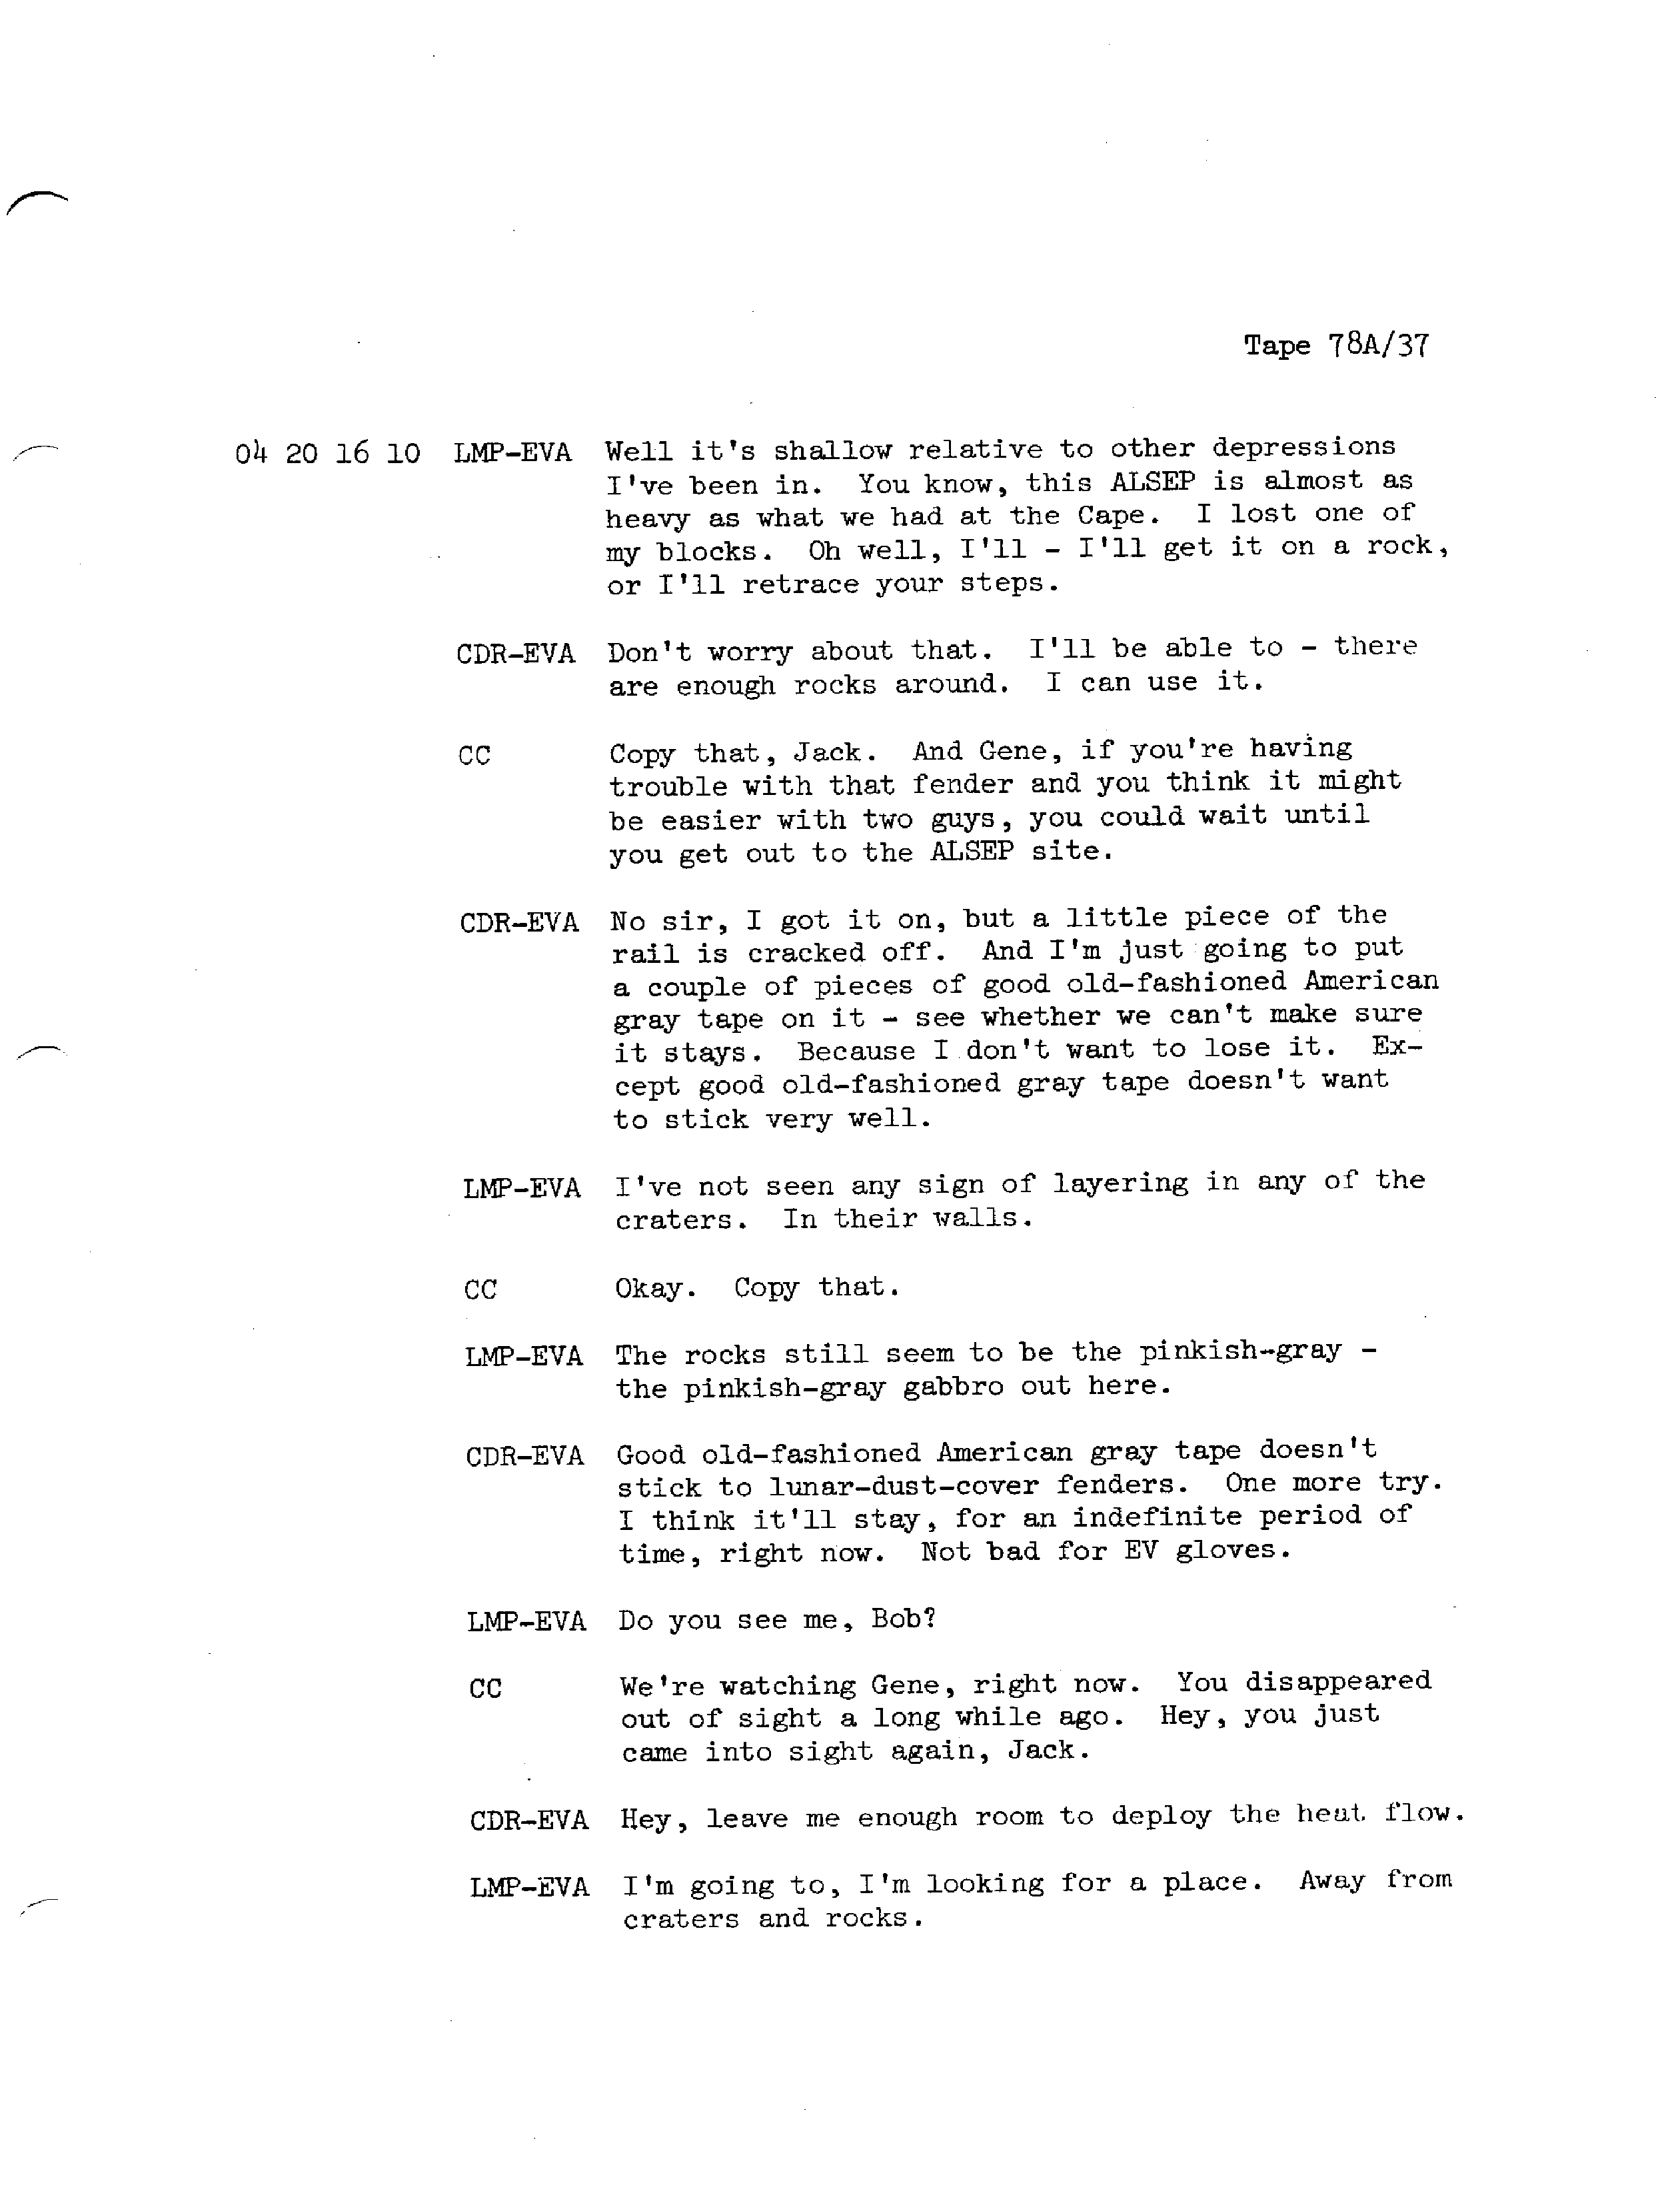 Tape 78A/37
04 20 16 10 LMP-EVA Well it's shallow relative to other depressions
I've been in. You know, this ALSEP is almost as
heavy as what we had at the Cape. I lost one of
my blocks. Oh well, I'll - I'll get it on a rock,
or I'll retrace your steps.
CDR-EVA Don't worry about that. I'll be able to - there
are enough rocks around. I can use it.
CC Copy that, Jack. And Gene, if you're having
trouble with that fender and you think it might
be easier with two guys, you could wait until
you get out to the ALSEP site.
CDR-EVA No sir, I got it on, but a little piece of the
rail is cracked off. And I'm just going to put
a couple of pieces of good old-fashioned American
gray tape on it - see whether we can't make sure
it stays. Because I don't want to lose it. Ex-
cept good old-fashioned gray tape doesn't want
to stick very well.
LMP-EVA I've not seen any sign of layering in any of the
craters. In their walls.
CC Okay. Copy that.
LMP-EVA The rocks still seem to be the pinkish-gray -
the pinkish-gray gabbro out here.
CDR-EVA Good old-fashioned American gray tape doesn't
stick to lunar-dust-cover fenders. One more try.
I think it'll stay, for an indefinite period of
time, right now. Not bad for EV gloves.
LMP-EVA Do you see me, Bob?
CC We're watching Gene, right now. You disappeared
out of sight a long while ago. Hey, you just
came into sight again, Jack.
CDR-EVA Hey, leave me enough room to deploy the heat flow.
LMP-EVA I'm going to, I'm looking for a place. Away from
craters and rocks.